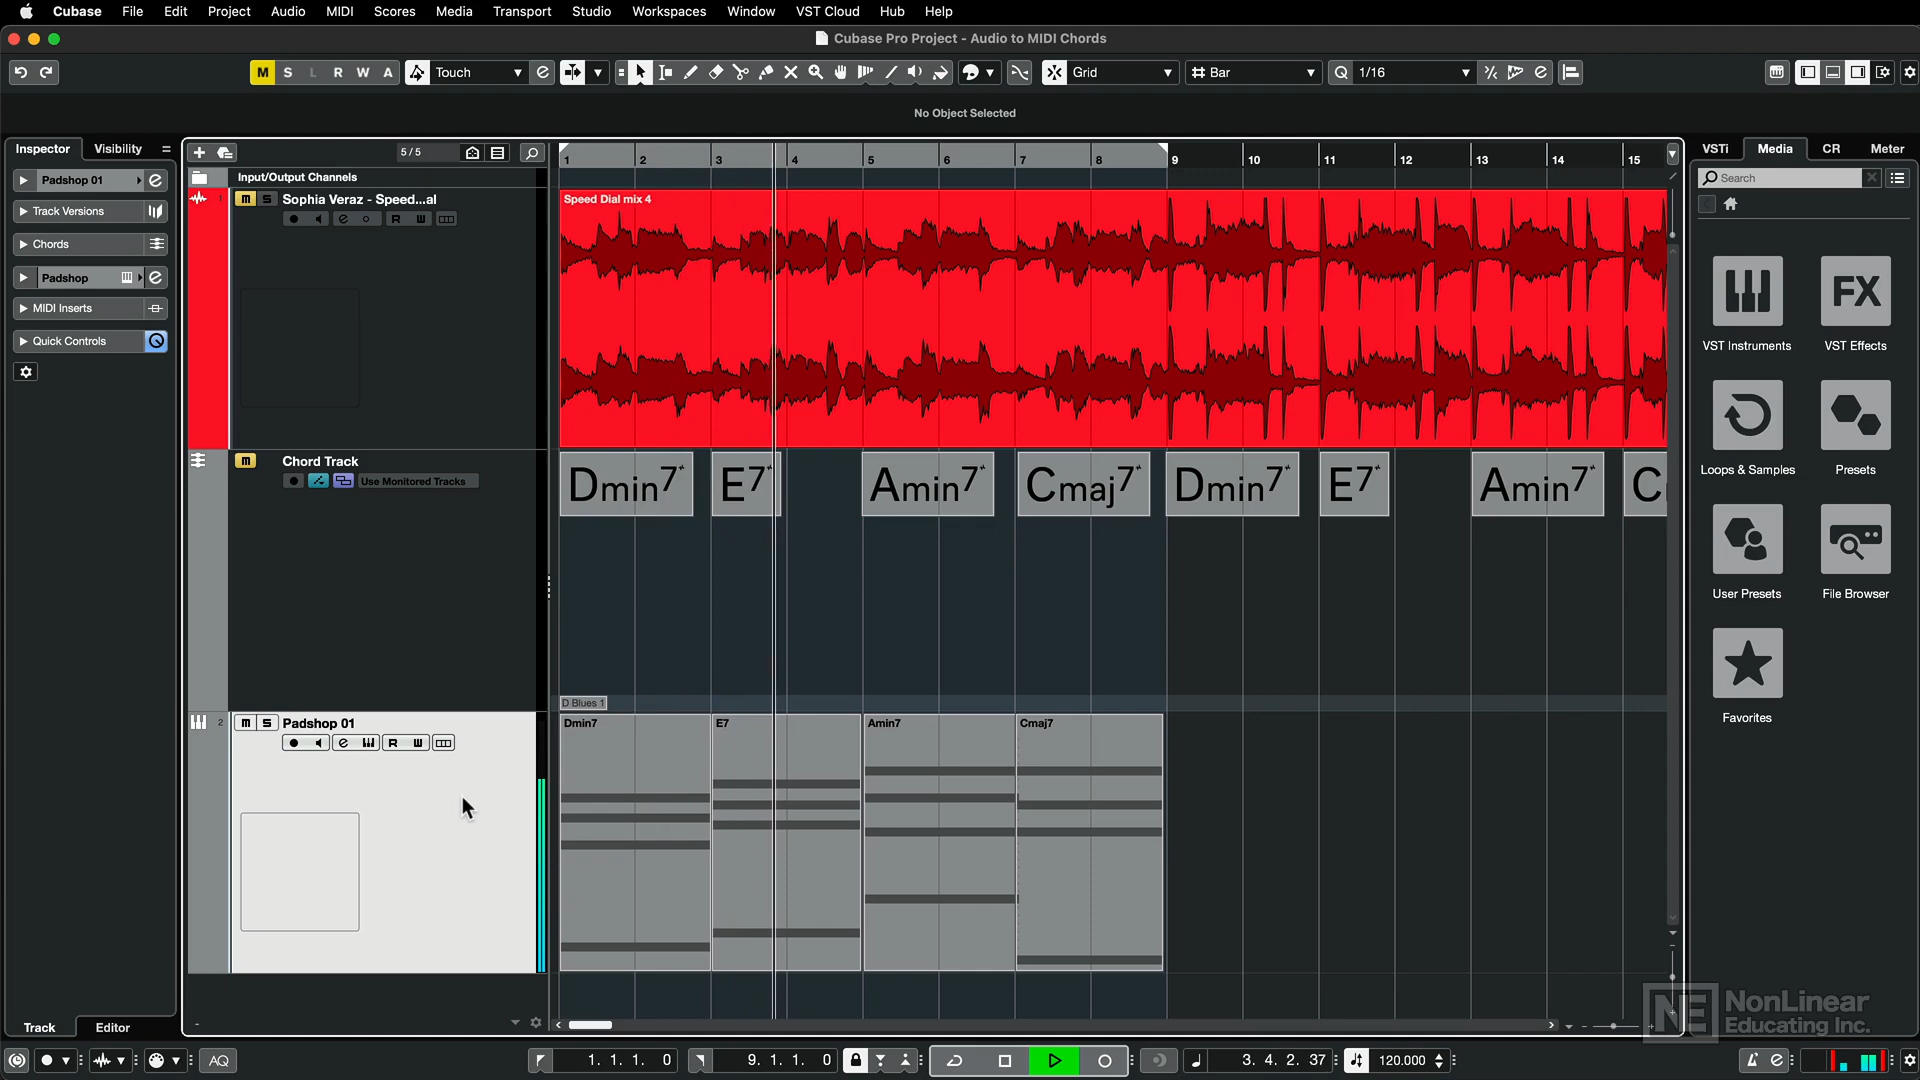 Cubase File Edit Project Audio MIDI Scores Media Transport Studio Workspaces Window VST Cloud Hub Help
Cubase Pro Project - Audio to MIDI Chords
M S L R W A Touch Grid Bar Q 1/16
No Object Selected
Inspector Visibility
Padshop 01
Track Versions
Chords
Padshop
MIDI Inserts
Quick Controls
5/5
1 2 3 4 5 6 7 8 9 10 11 12 13 14 15
Input/Output Channels
1 m S Sophia Veraz - Speed...al
R W
Speed Dial mix 4
m Chord Track
Use Monitored Tracks
Dmin7 E7 Amin7 Cmaj7 Dmin7 E7 Amin7 C
D Blues 1
2 m S Padshop 01
R W
Dmin7 E7 Amin7 Cmaj7
VSTi Media CR Meter
Search
VST Instruments
FX
VST Effects
Loops & Samples
Presets
User Presets
File Browser
Favorites
Track Editor
NE NonLinear
Educating Inc.
AQ 1. 1. 1. 0 9. 1. 1. 0 3. 4. 2. 37 120.000